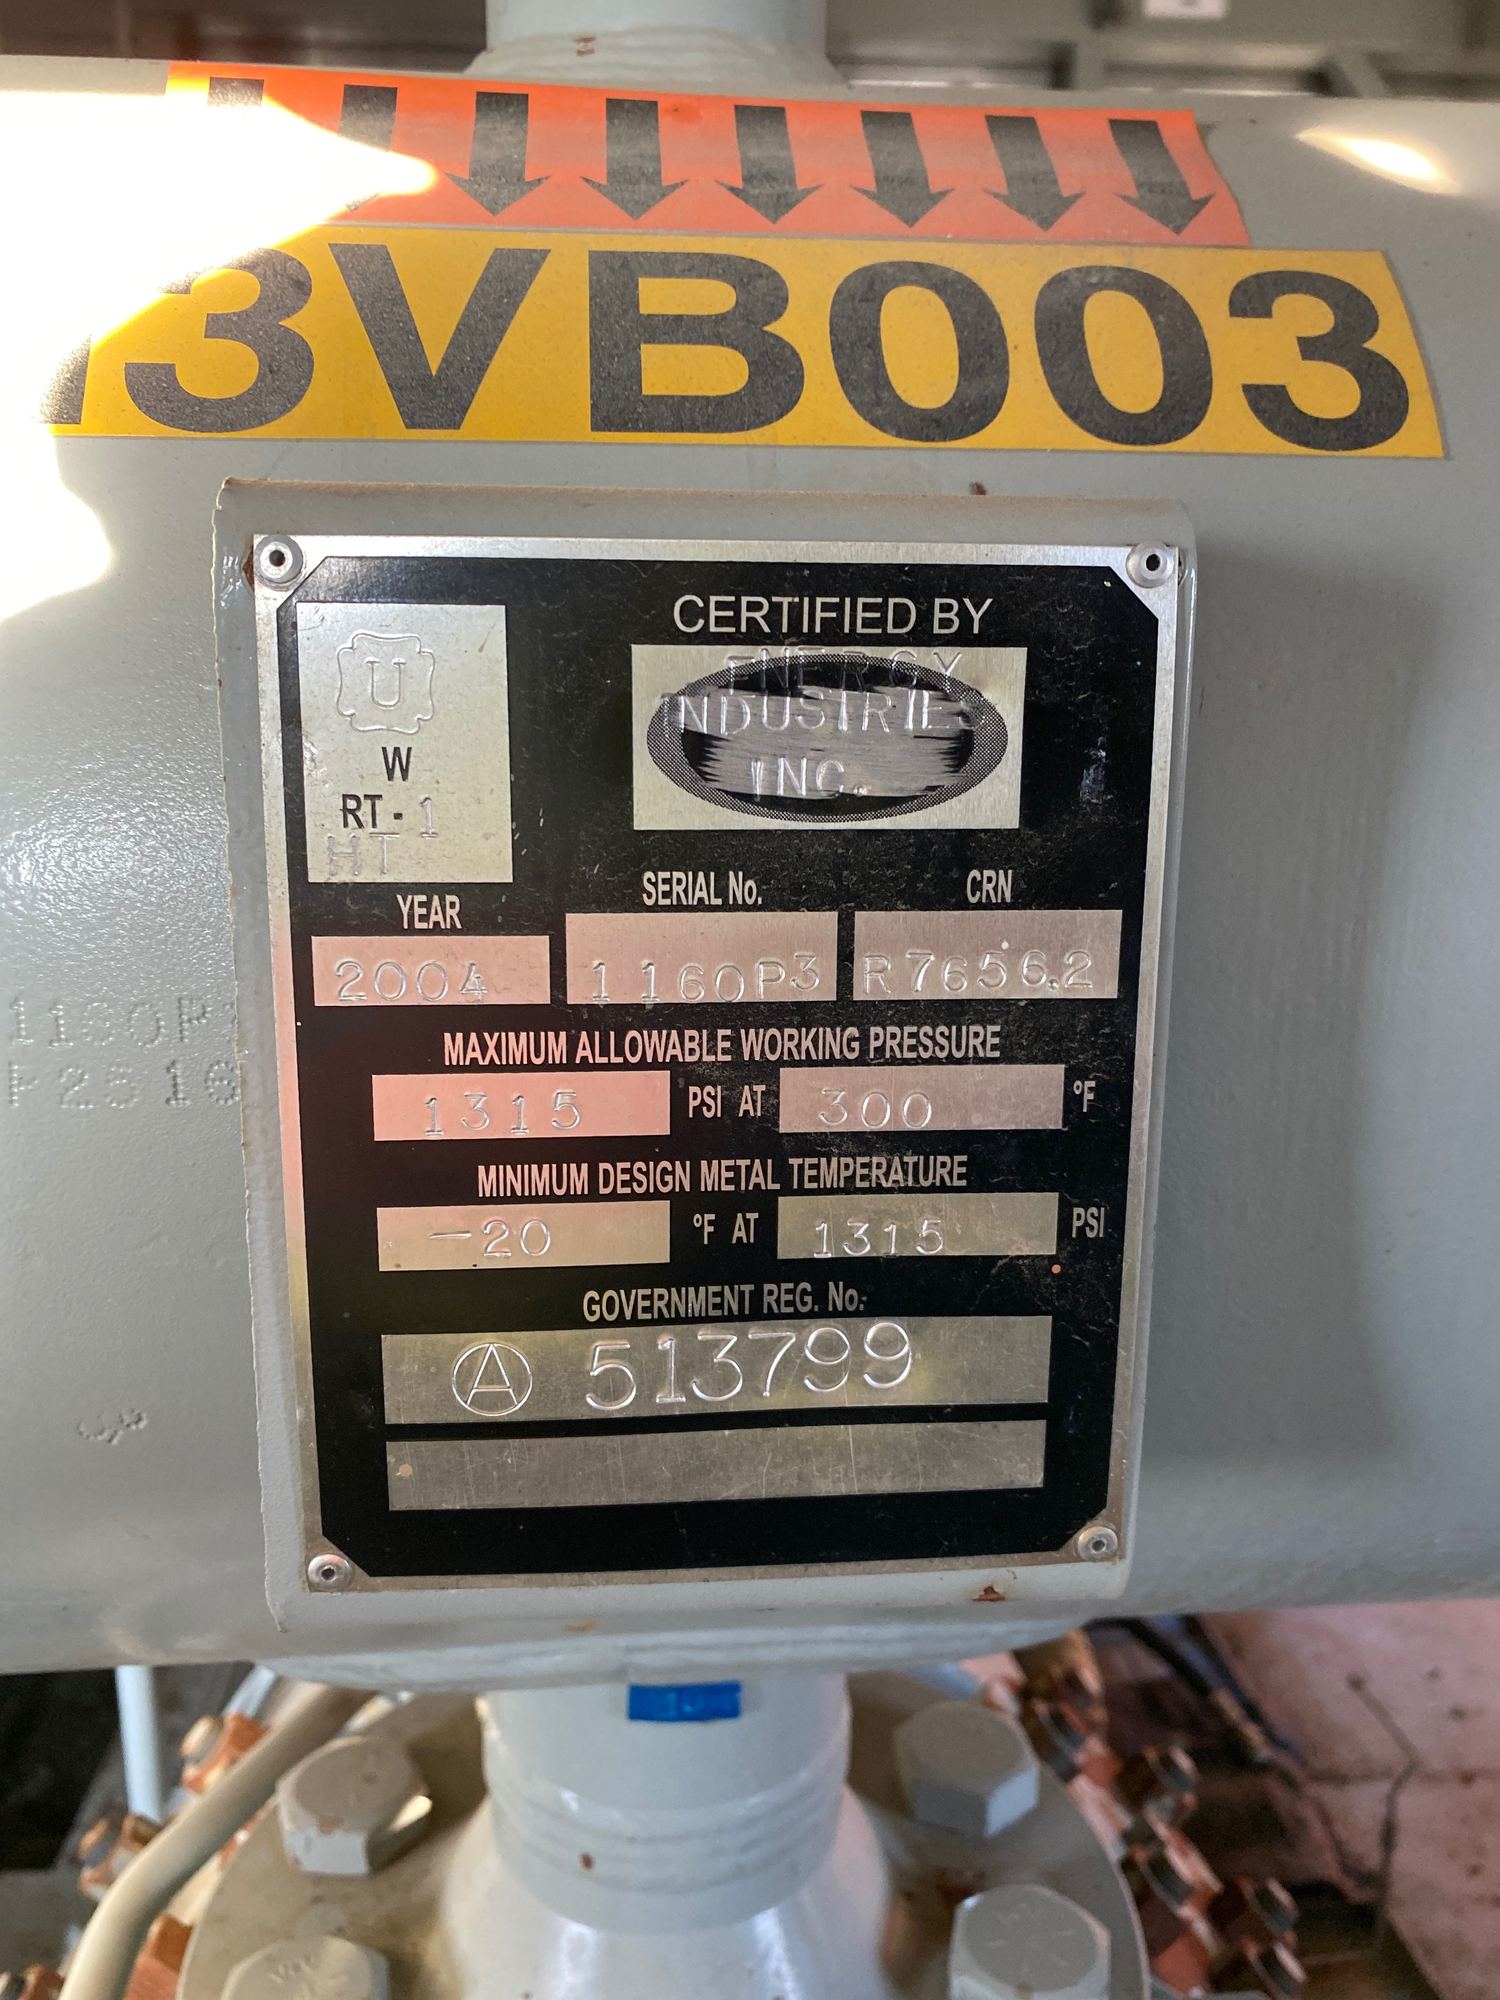 3VB003
CERTIFIED BY
ENERGY
INDUSTRIES
INC.
U
W
RT-1
HT
YEAR
SERIAL No.
CRN
2004
1160P3
R7656.2
MAXIMUM ALLOWABLE WORKING PRESSURE
1315 PSI AT 300 °F
MINIMUM DESIGN METAL TEMPERATURE
-20 °F AT 1315 PSI
GOVERNMENT REG. No.
A 513799